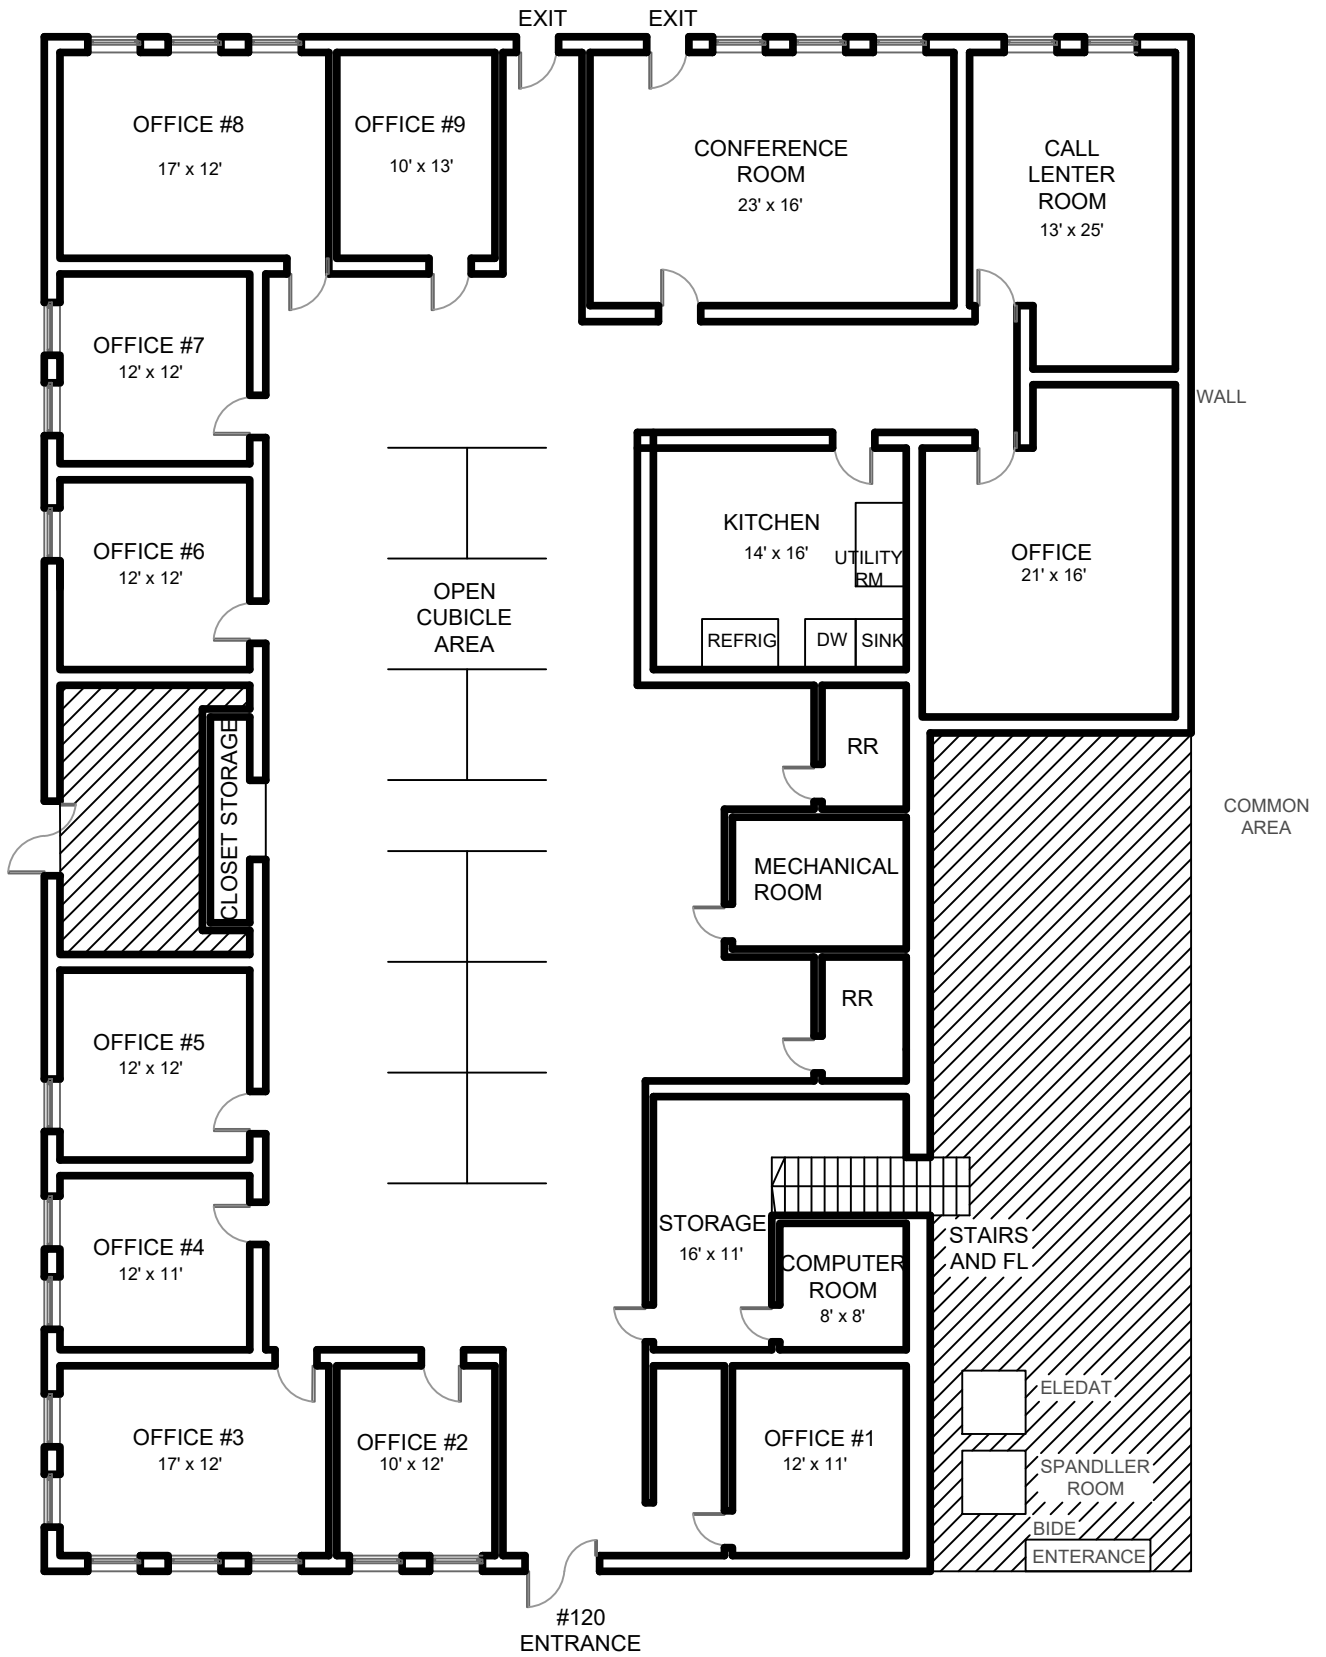 EXIT
EXIT
OFFICE #8
17' x 12'
OFFICE #9
10' x 13'
CONFERENCE
ROOM
23' x 16'
CALL
LENTER
ROOM
13' x 25'
OFFICE #7
12' x 12'
WALL
OFFICE #6
12' x 12'
OPEN
CUBICLE
AREA
KITCHEN
14' x 16'
UTILITY
RM
REFRIG
DW
SINK
OFFICE
21' x 16'
CLOSET STORAGE
RR
COMMON
AREA
MECHANICAL
ROOM
RR
OFFICE #5
12' x 12'
OFFICE #4
12' x 11'
STORAGE
16' x 11'
COMPUTER
ROOM
8' x 8'
STAIRS
AND FL
OFFICE #3
17' x 12'
OFFICE #2
10' x 12'
OFFICE #1
12' x 11'
ELEDAT
SPANDLLER
ROOM
BIDE
ENTERANCE
#120
ENTRANCE